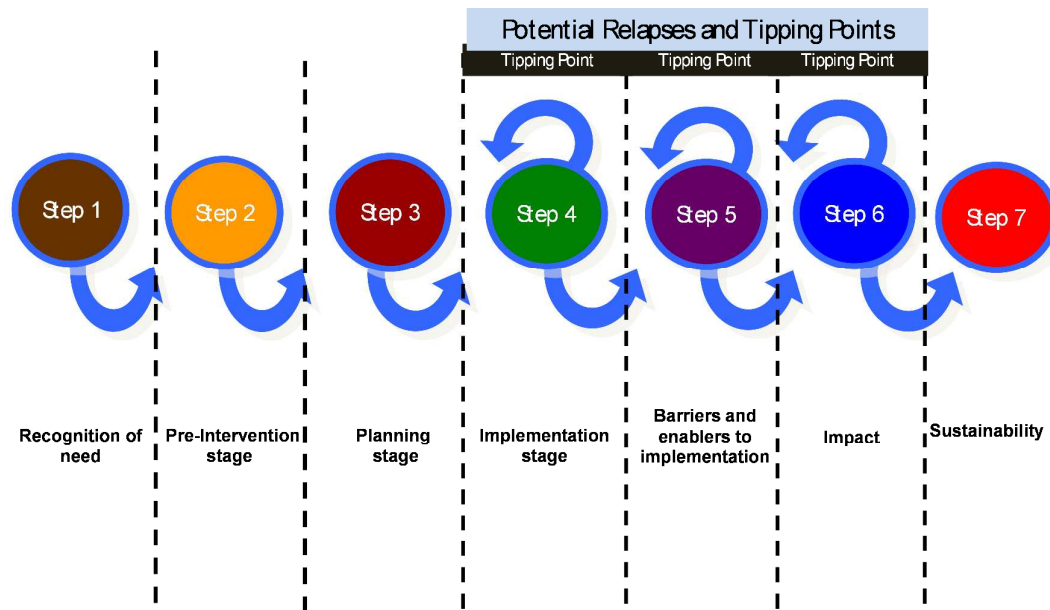 Potential Relapses and Tipping Points
Tipping Point
Tipping Point
Tipping Point
Step 1
Step 2
Step 3
Step 4
Step 5
Step 6
Step 7
Recognition of
need
Pre-Intervention
stage
Planning
stage
Implementation
stage
Barriers and
enablers to
implementation
Impact
Sustainability